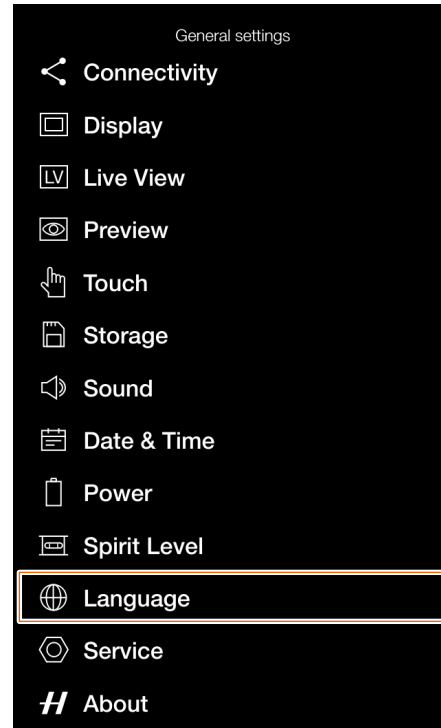 General settings
Connectivity
Display
LV Live View
Preview
Touch
Storage
Sound
Date & Time
Power
Spirit Level
Language
Service
H About